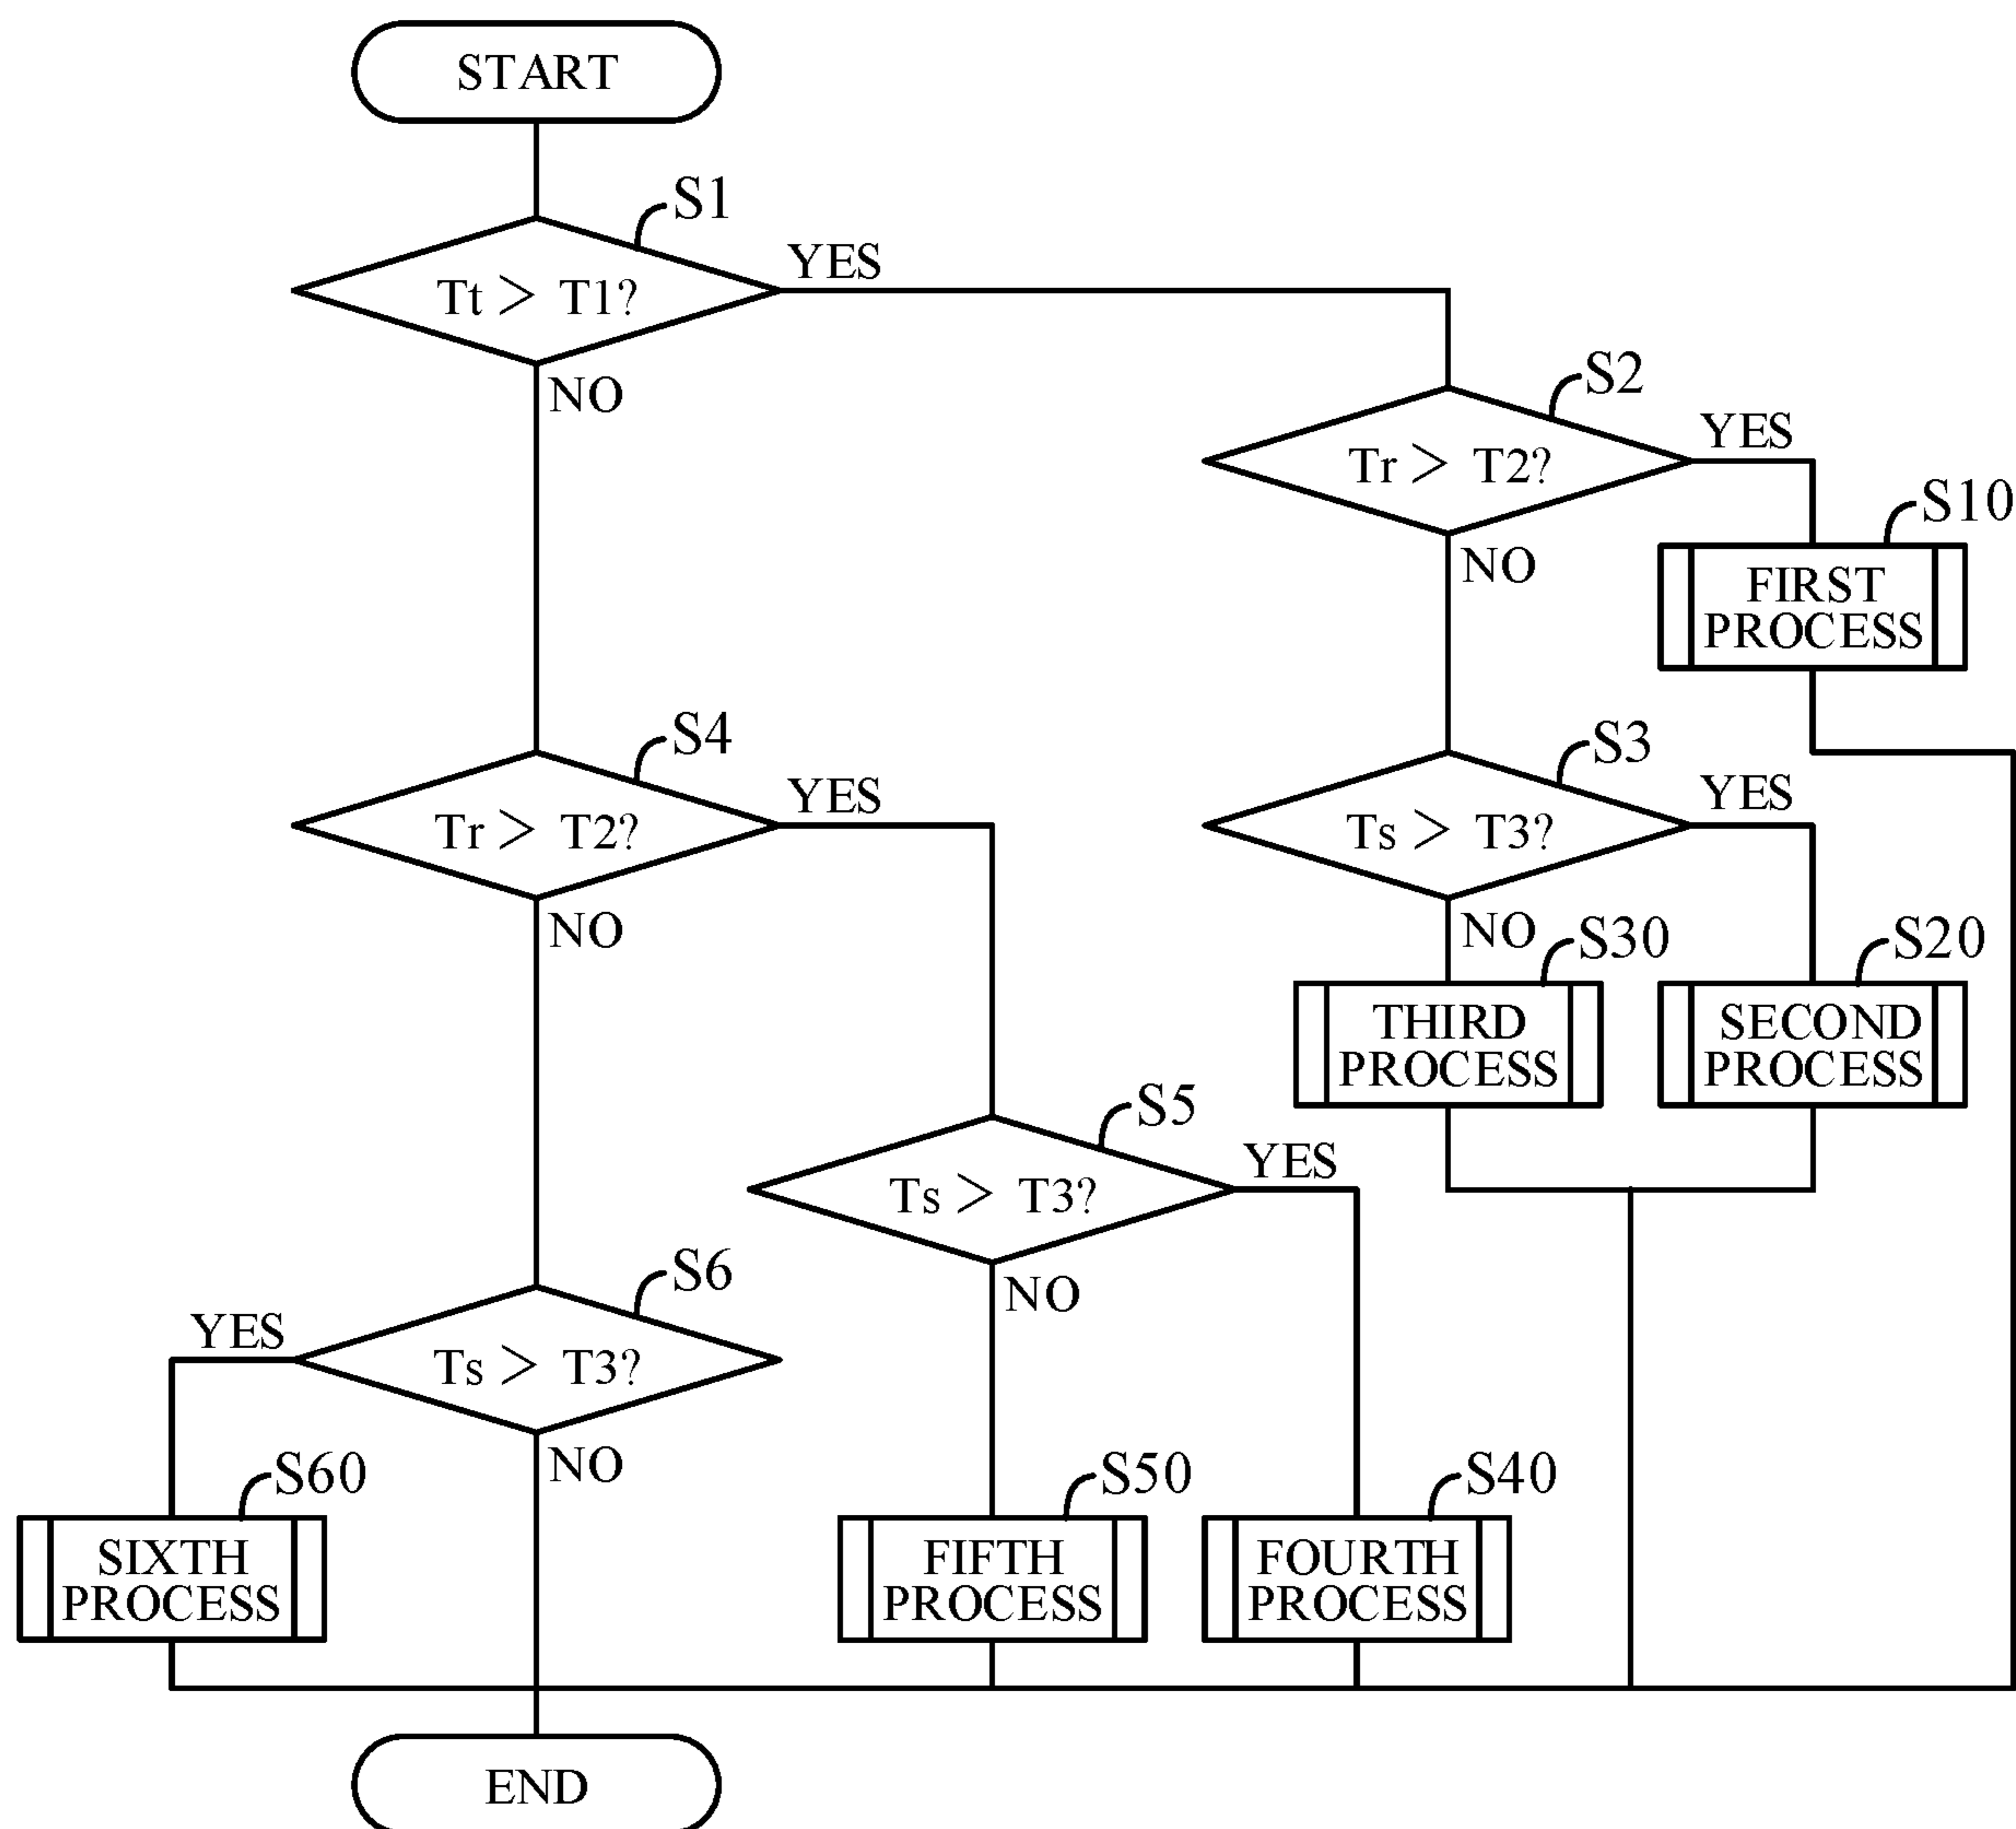 START
S1
Tt > T1?
YES
NO
S2
Tr > T2?
YES
NO
S10
FIRST
PROCESS
S4
Tr > T2?
YES
NO
S3
Ts > T3?
YES
NO
S30
THIRD
PROCESS
S20
SECOND
PROCESS
S5
Ts > T3?
YES
NO
S6
YES
Ts > T3?
NO
S60
SIXTH
PROCESS
S50
FIFTH
PROCESS
S40
FOURTH
PROCESS
END